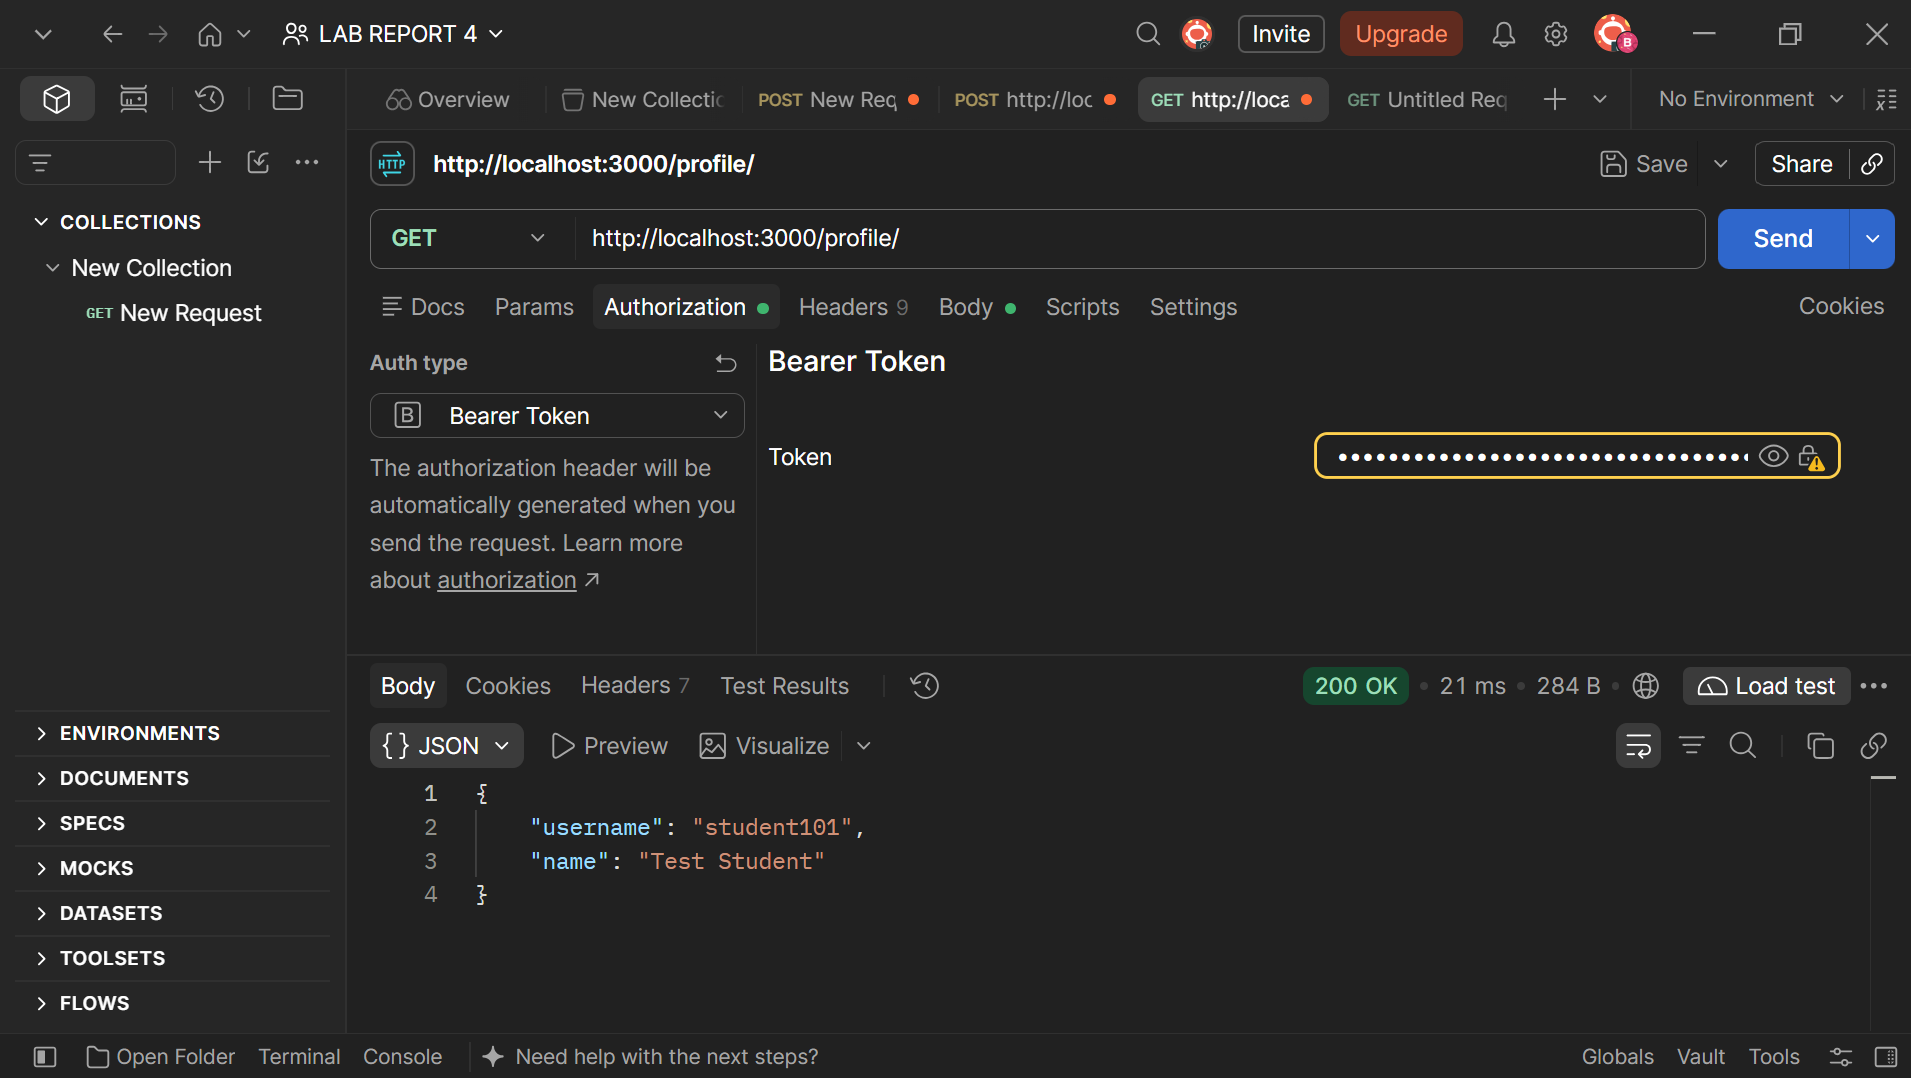 LAB REPORT 4
Invite
Upgrade
B
Overview
New Collectic
POST New Req
POST http://loc
GET http://loca
GET Untitled Req
No Environment
HTTP http://localhost:3000/profile/
Save
Share
COLLECTIONS
New Collection
GET New Request
GET http://localhost:3000/profile/
Send
Docs Params Authorization Headers 9 Body Scripts Settings
Cookies
Auth type
B Bearer Token
The authorization header will be
automatically generated when you
send the request. Learn more
about authorization ↗
Bearer Token
Token
Body Cookies Headers 7 Test Results
200 OK • 21 ms • 284 B
Load test
{} JSON Preview Visualize
1 {
2 "username": "student101",
3 "name": "Test Student"
4 }
ENVIRONMENTS
DOCUMENTS
SPECS
MOCKS
DATASETS
TOOLSETS
FLOWS
Open Folder Terminal Console Need help with the next steps?
Globals Vault Tools